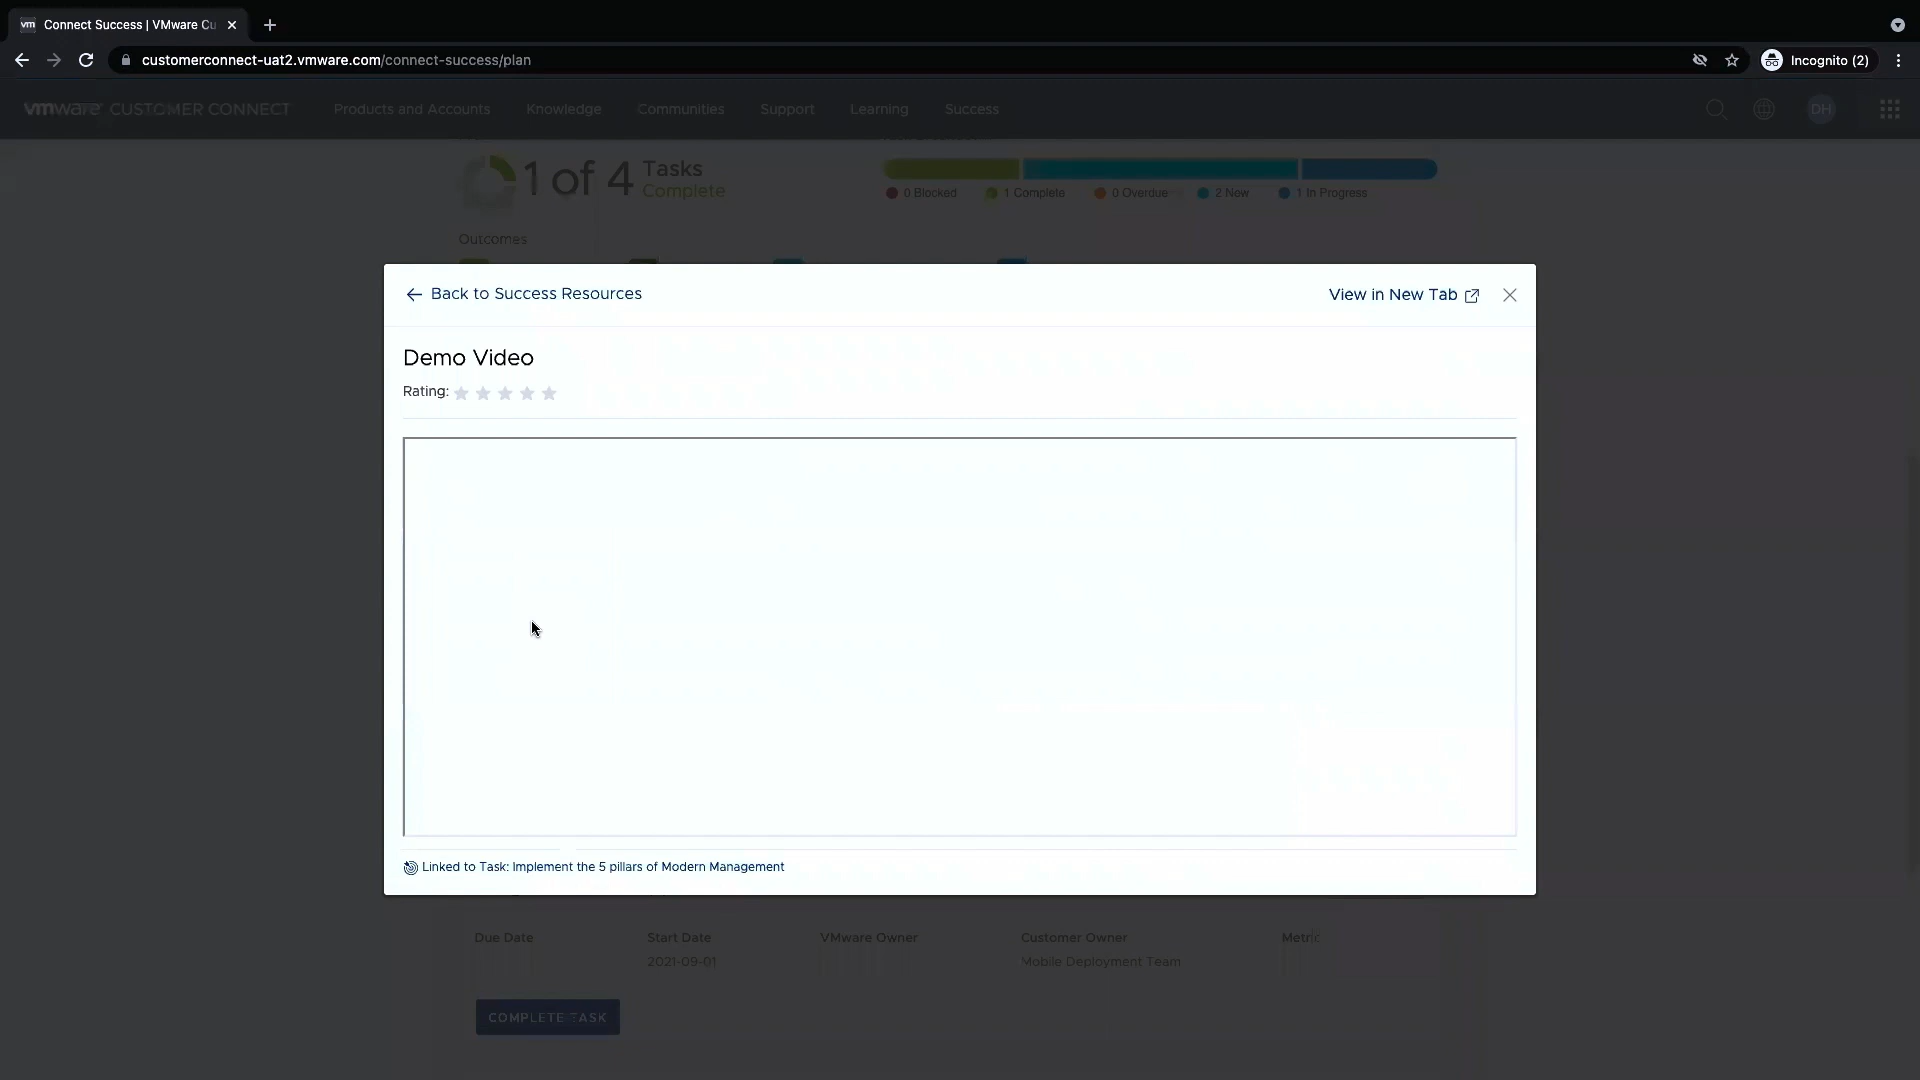 vm Connect Success | VMware Cu
customerconnect-uat2.vmware.com/connect-success/plan
Incognito (2)
vmware CUSTOMER CONNECT Products and Accounts Knowledge Communities Support Learning Success DH
1 of 4 Tasks Complete
0 Blocked 1 Complete 0 Overdue 2 New 1 In Progress
Outcomes
Back to Success Resources
View in New Tab
Demo Video
Rating:
Linked to Task: Implement the 5 pillars of Modern Management
Due Date Start Date VMware Owner Customer Owner Metric
2021-09-01 Mobile Deployment Team
COMPLETE TASK